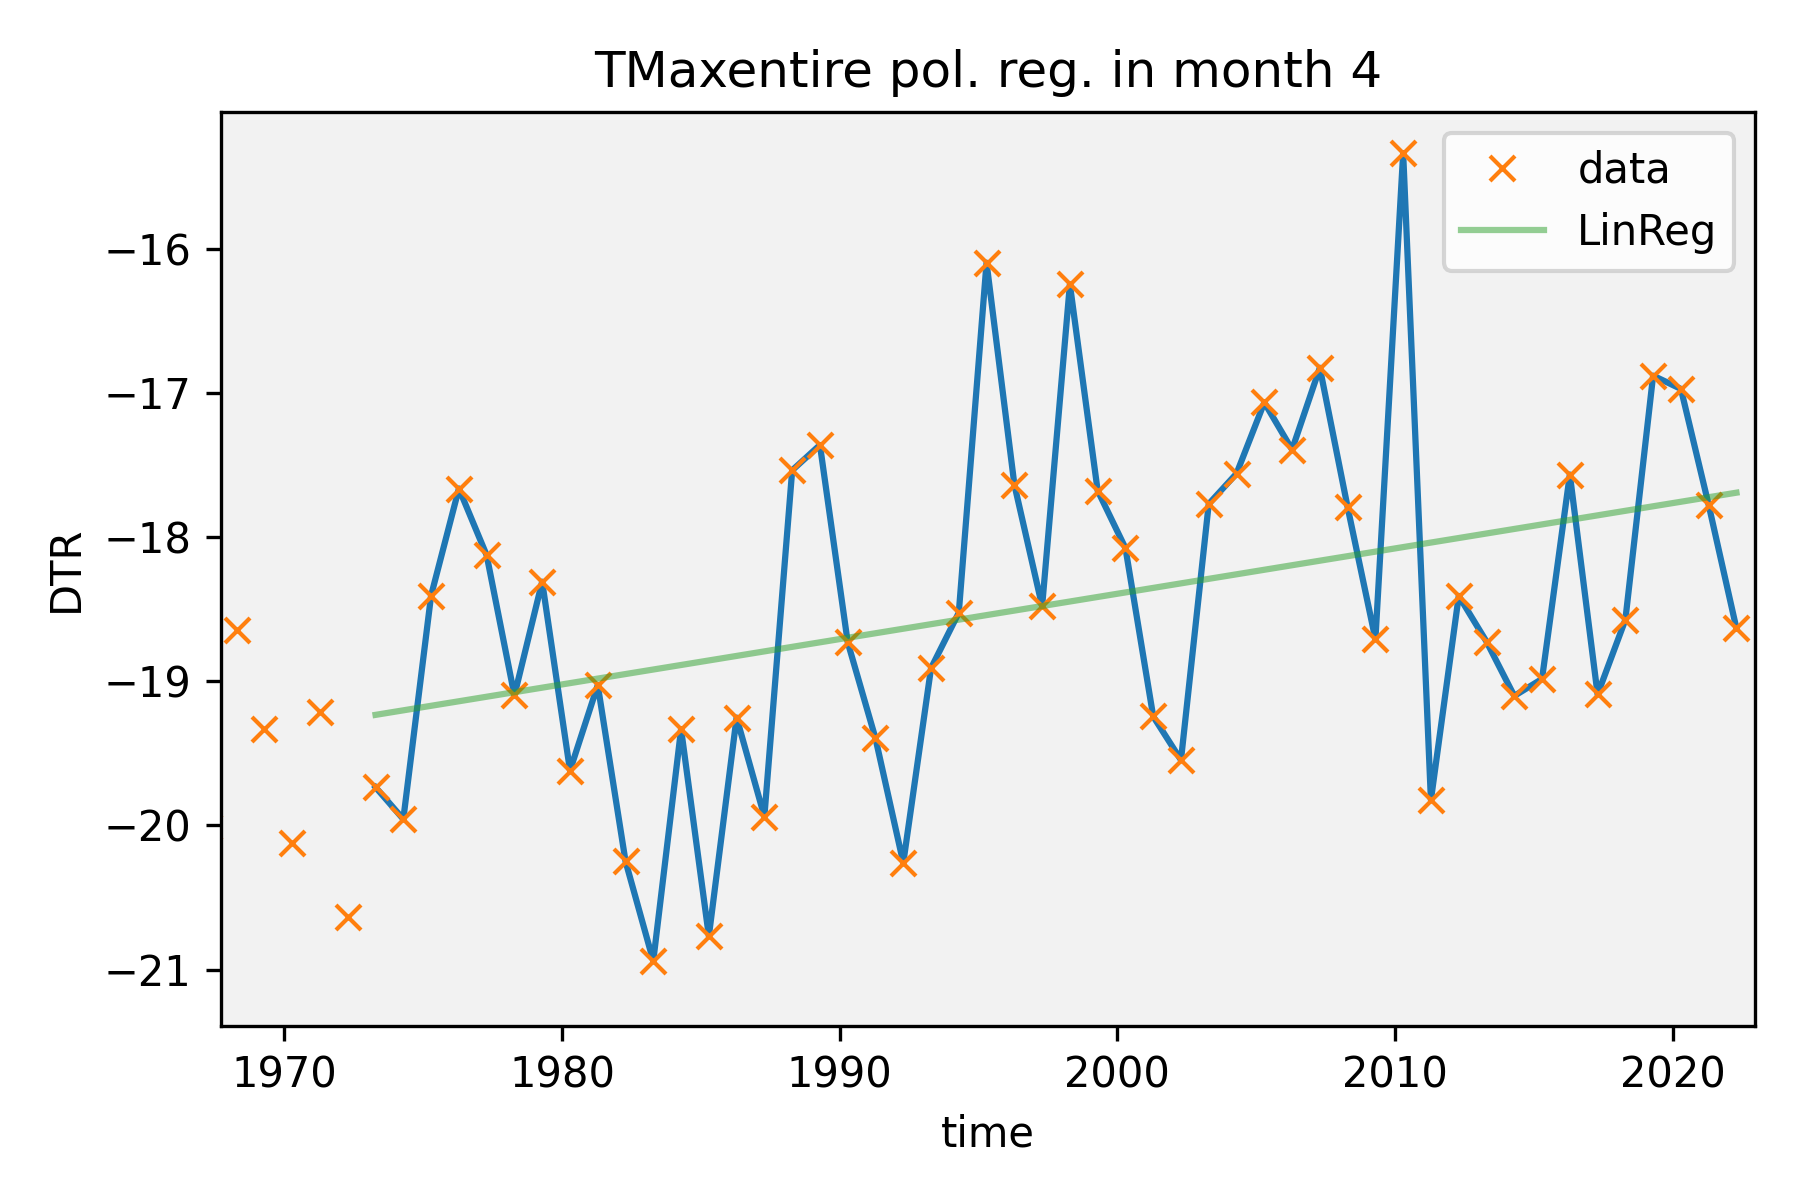 TMaxentire pol. reg. in month 4
data
LinReg
DTR
−16
−17
−18
−19
−20
−21
1970 1980 1990 2000 2010 2020
time